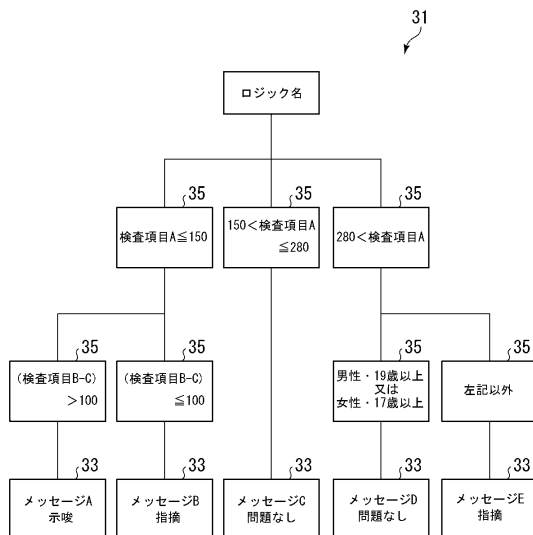 31
ロジック名
35
35
35
検査項目A≦150
150<検査項目A
≦280
280<検査項目A
35
35
35
35
(検査項目B-C)
>100
(検査項目B-C)
≦100
男性・19歳以上
又は
女性・17歳以上
左記以外
33
33
33
33
33
メッセージA
示唆
メッセージB
指摘
メッセージC
問題なし
メッセージD
問題なし
メッセージE
指摘